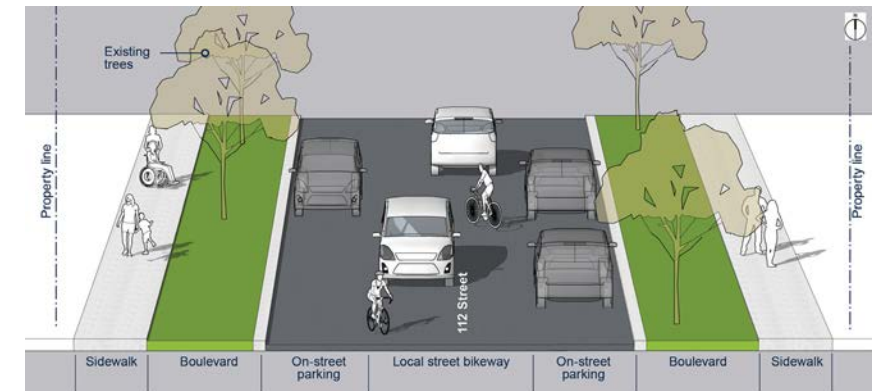 Existing
trees
Property line
Property line
112 Street
Sidewalk
Boulevard
On-street
parking
Local street bikeway
On-street
parking
Boulevard
Sidewalk